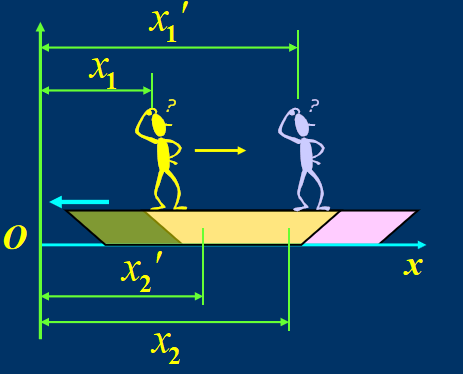 x₁′
x₁
?
?
O
x
x₂′
x₂